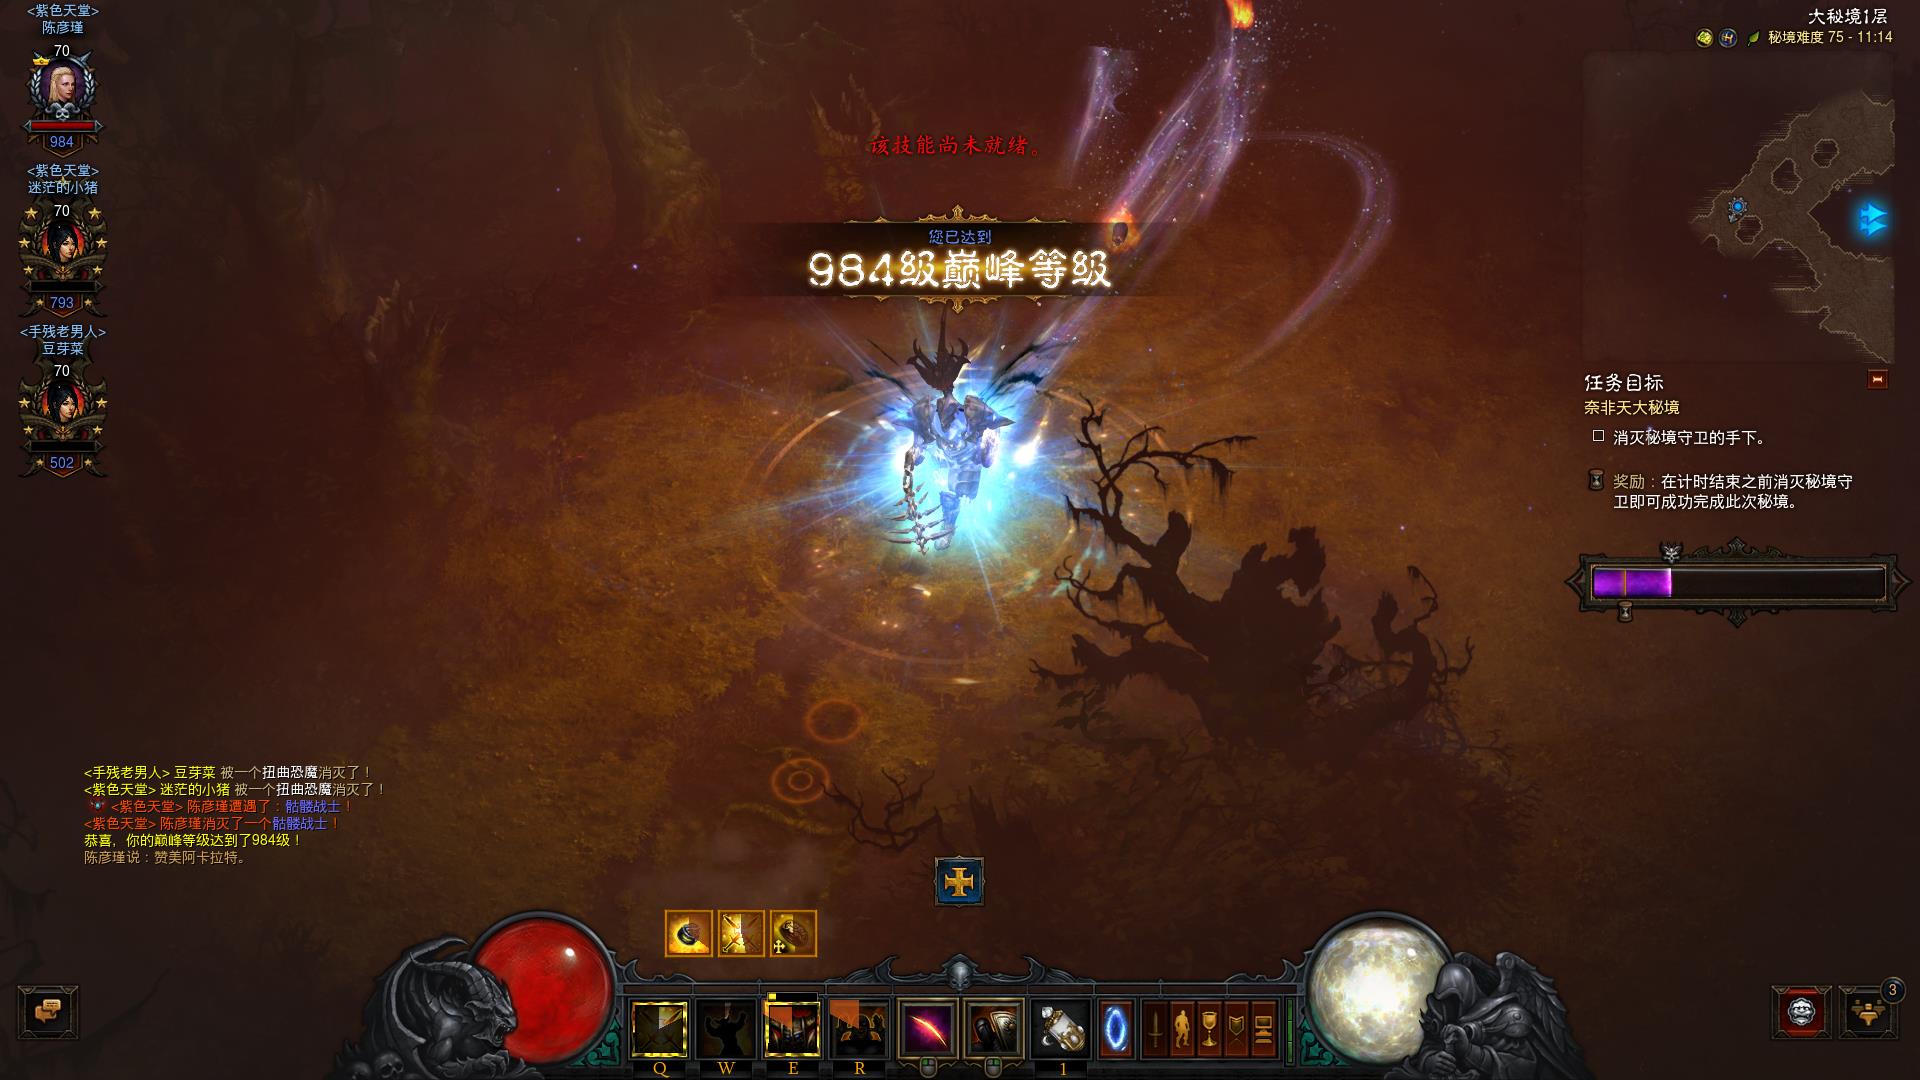 <紫色天堂>
陈彦瑾
70
984
<紫色天堂>
迷茫的小猪
70
793
<手残老男人>
豆芽菜
70
502
大秘境1层
秘境难度 75 - 11:14
该技能尚未就绪。
您已达到
984级巅峰等级
任务目标
奈非天大秘境
消灭秘境守卫的手下。
奖励：在计时结束之前消灭秘境守
卫即可成功完成此次秘境。
<手残老男人> 豆芽菜 被一个扭曲恐魔消灭了！
<紫色天堂> 迷茫的小猪 被一个扭曲恐魔消灭了！
<紫色天堂> 陈彦瑾遭遇了：骷髅战士！
<紫色天堂> 陈彦瑾消灭了一个骷髅战士！
恭喜，你的巅峰等级达到了984级！
陈彦瑾说：赞美阿卡拉特。
Q W E R 1
3